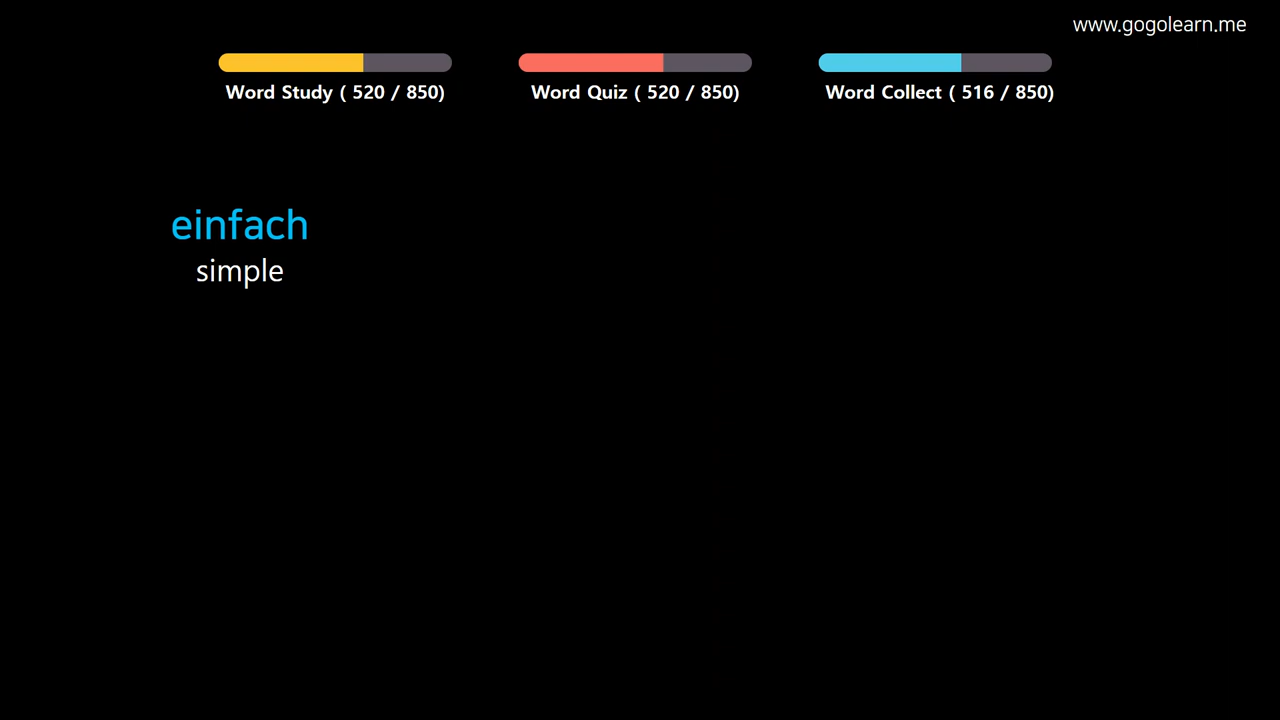 www.gogolearn.me
Word Study ( 520 / 850)
Word Quiz ( 520 / 850)
Word Collect ( 516 / 850)
einfach
simple